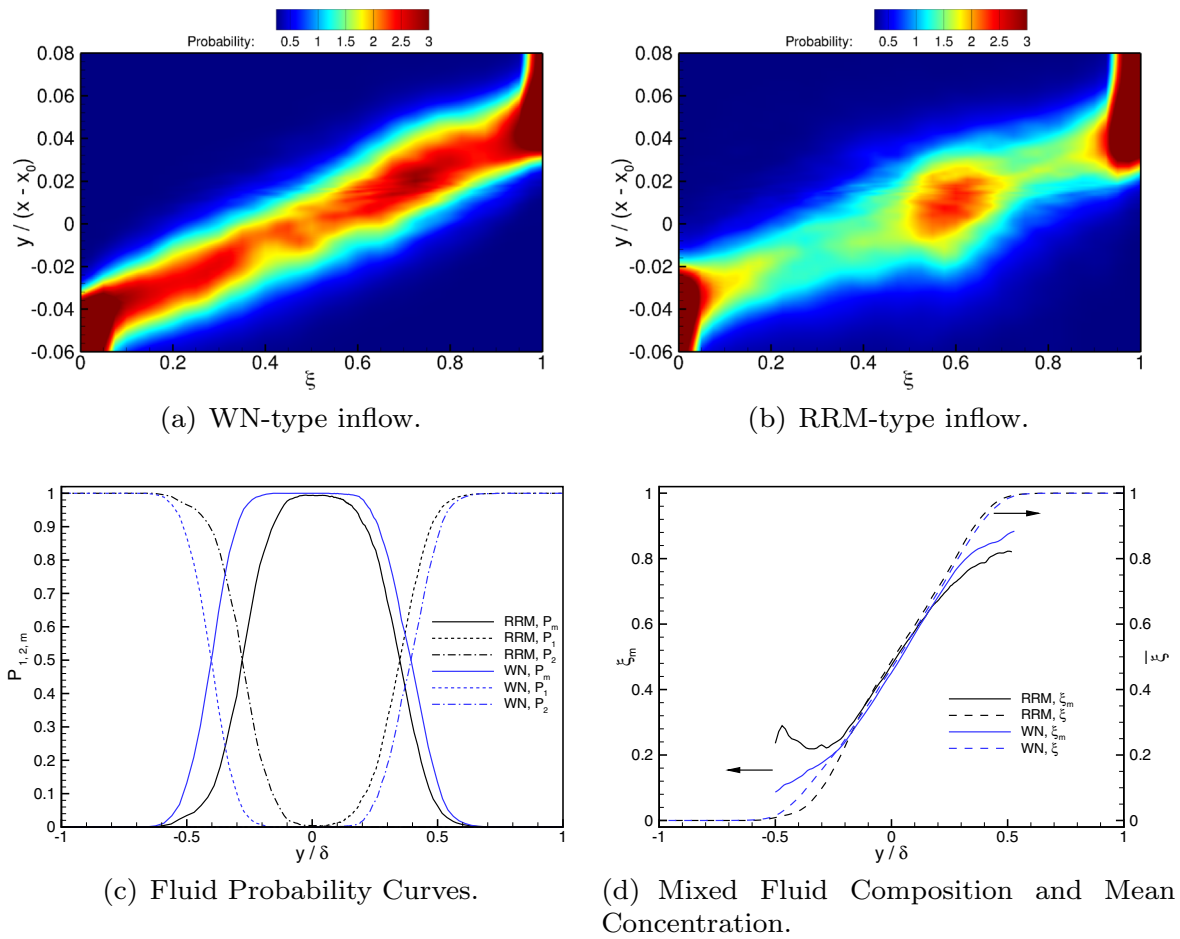 Probability: 0.5 1 1.5 2 2.5 3
0.08
0.06
0.04
0.02
0
-0.02
-0.04
-0.06
y / (x - x0)
0 0.2 0.4 0.6 0.8 1
ξ
(a) WN-type inflow.
Probability: 0.5 1 1.5 2 2.5 3
0.08
0.06
0.04
0.02
0
-0.02
-0.04
-0.06
y / (x - x0)
0 0.2 0.4 0.6 0.8 1
ξ
(b) RRM-type inflow.
1
0.9
0.8
0.7
0.6
0.5
0.4
0.3
0.2
0.1
0
P1, 2, m
RRM, Pm
RRM, P1
RRM, P2
WN, Pm
WN, P1
WN, P2
-1 -0.5 0 0.5 1
y / δ
(c) Fluid Probability Curves.
1
0.8
0.6
0.4
0.2
0
ξm
RRM, ξm
RRM, ξ
WN, ξm
WN, ξ
1
0.8
0.6
0.4
0.2
0
ξ̅
-1 -0.5 0 0.5 1
y / δ
(d) Mixed Fluid Composition and Mean
Concentration.